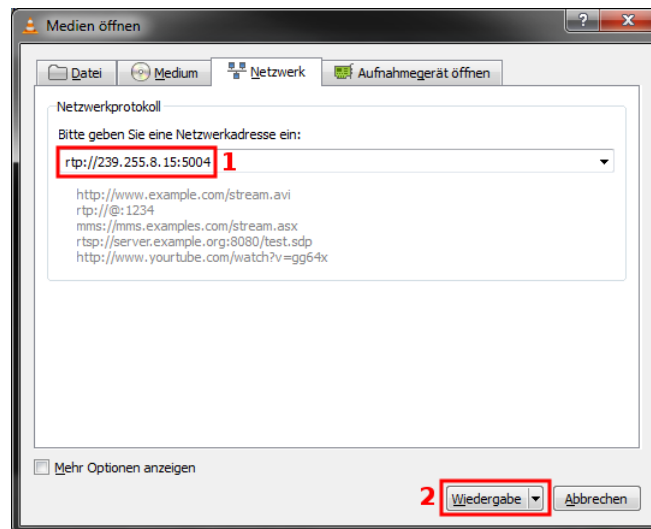 Medien öffnen
Datei Medium Netzwerk Aufnahmegerät öffnen
Netzwerkprotokoll
Bitte geben Sie eine Netzwerkadresse ein:
rtp://239.255.8.15:5004 1
http://www.example.com/stream.avi
rtp://@:1234
mms://mms.examples.com/stream.asx
rtsp://server.example.org:8080/test.sdp
http://www.yourtube.com/watch?v=gg64x
Mehr Optionen anzeigen
2 Wiedergabe Abbrechen